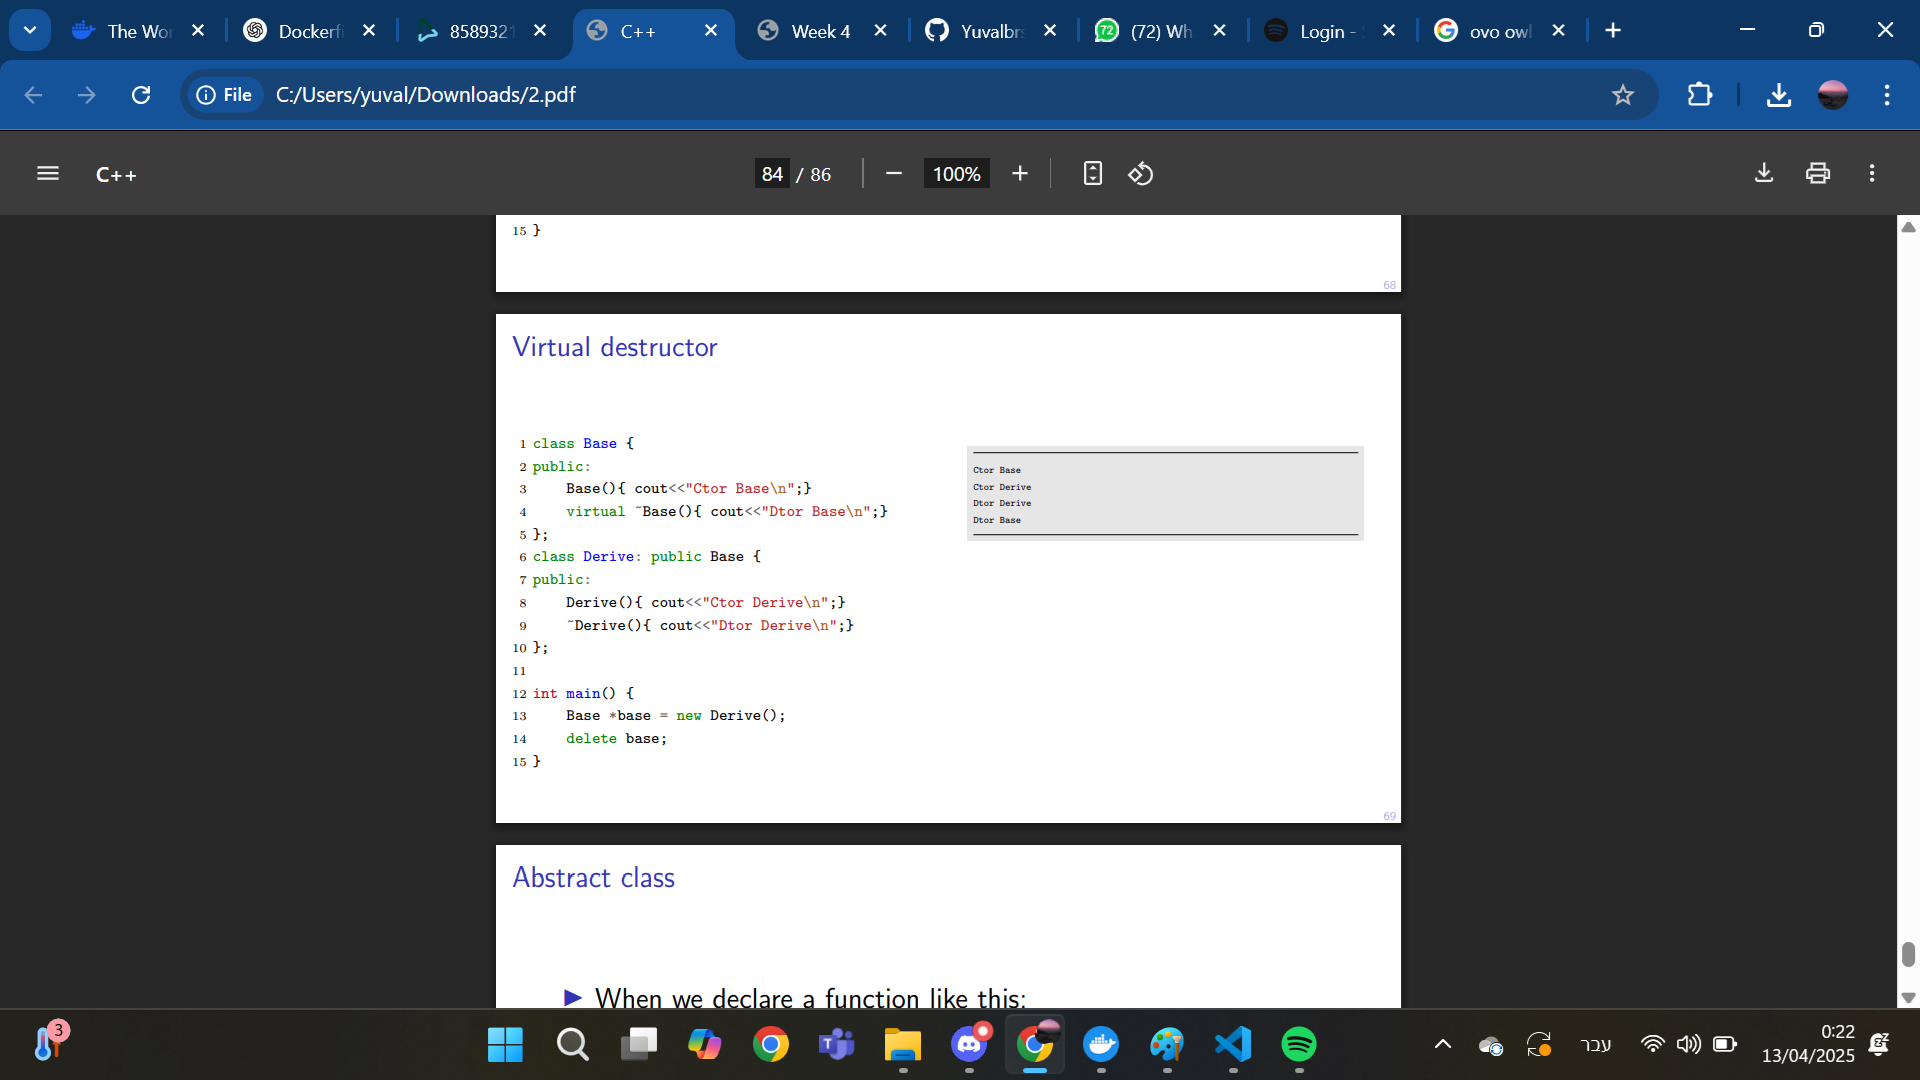 The Wor
Dockerfi
8589321
C++
Week 4
Yuvalbr
(72) Wh
Login -
ovo owl
File
C:/Users/yuval/Downloads/2.pdf
C++
84 / 86
100%
15 }
68
Virtual destructor
1 class Base {
2 public:
3 Base(){ cout<<"Ctor Base\n";}
4 virtual ~Base(){ cout<<"Dtor Base\n";}
5 };
6 class Derive: public Base {
7 public:
8 Derive(){ cout<<"Ctor Derive\n";}
9 ~Derive(){ cout<<"Dtor Derive\n";}
10 };
11
12 int main() {
13 Base *base = new Derive();
14 delete base;
15 }
Ctor Base
Ctor Derive
Dtor Derive
Dtor Base
69
Abstract class
When we declare a function like this:
3
עבר
0:22
13/04/2025